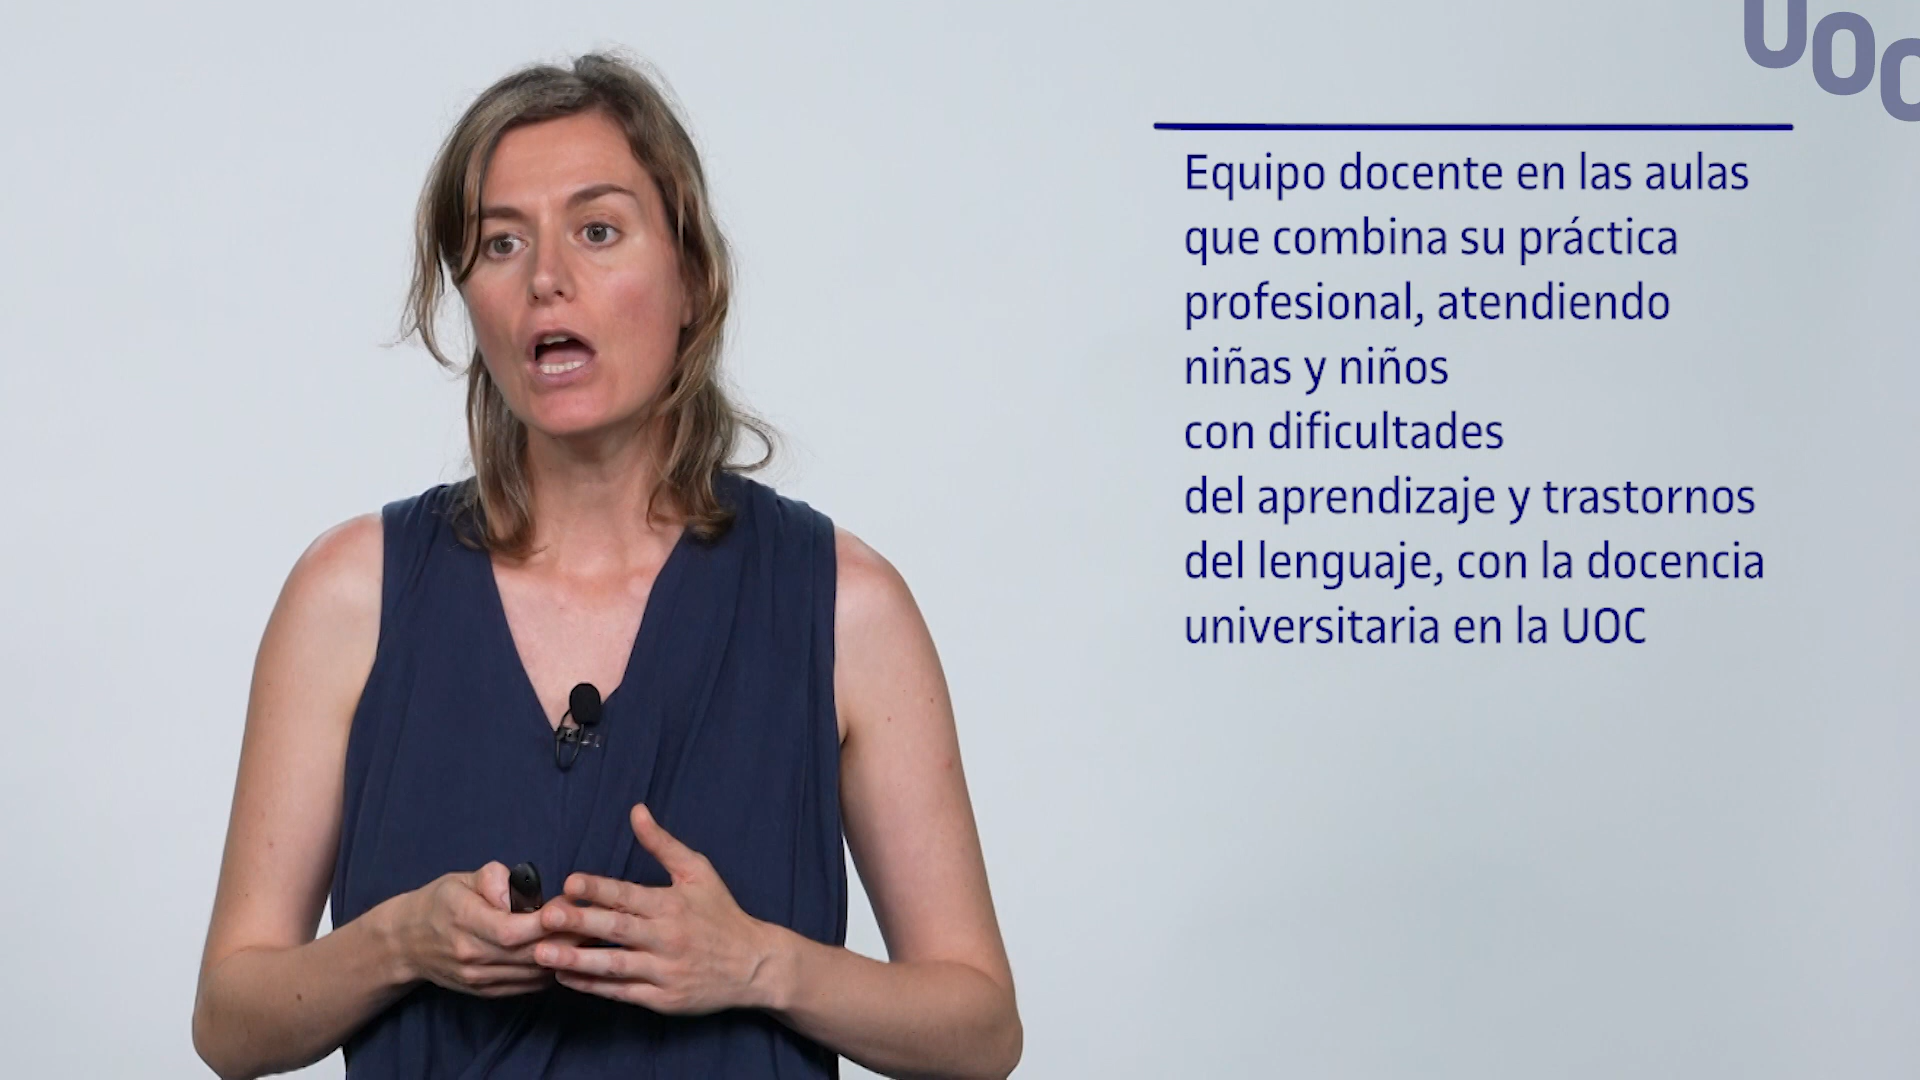 UOC
Equipo docente en las aulas
que combina su práctica
profesional, atendiendo
niñas y niños
con dificultades
del aprendizaje y trastornos
del lenguaje, con la docencia
universitaria en la UOC